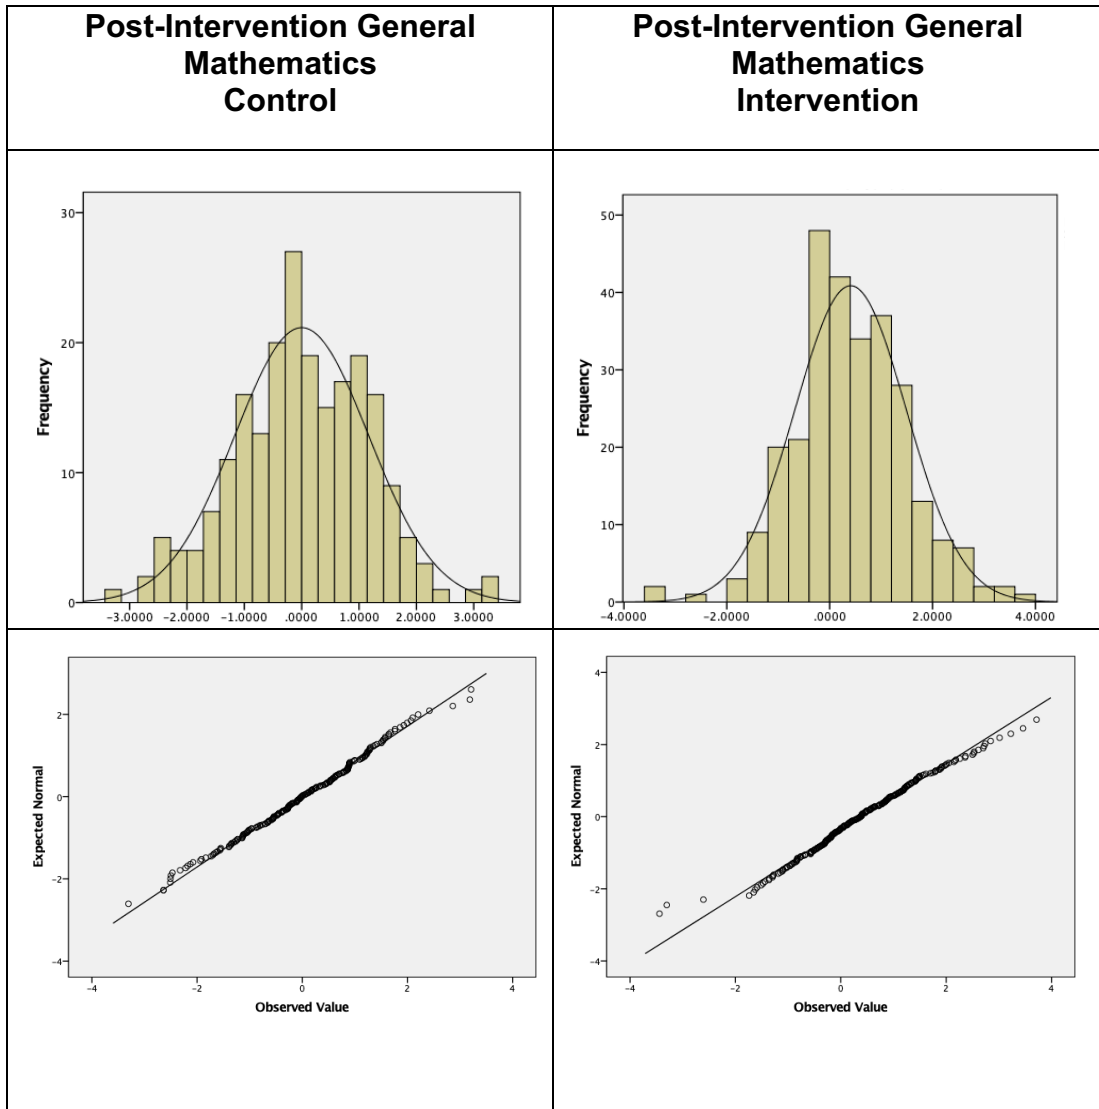 Post-Intervention General
Mathematics
Control
Post-Intervention General
Mathematics
Intervention
Frequency
30
20
10
0
-3.0000 -2.0000 -1.0000 .0000 1.0000 2.0000 3.0000
Frequency
50
40
30
20
10
0
-4.0000 -2.0000 .0000 2.0000 4.0000
Expected Normal
2
0
-2
-4
-4 -2 0 2 4
Observed Value
Expected Normal
4
2
0
-2
-4
-4 -2 0 2 4
Observed Value